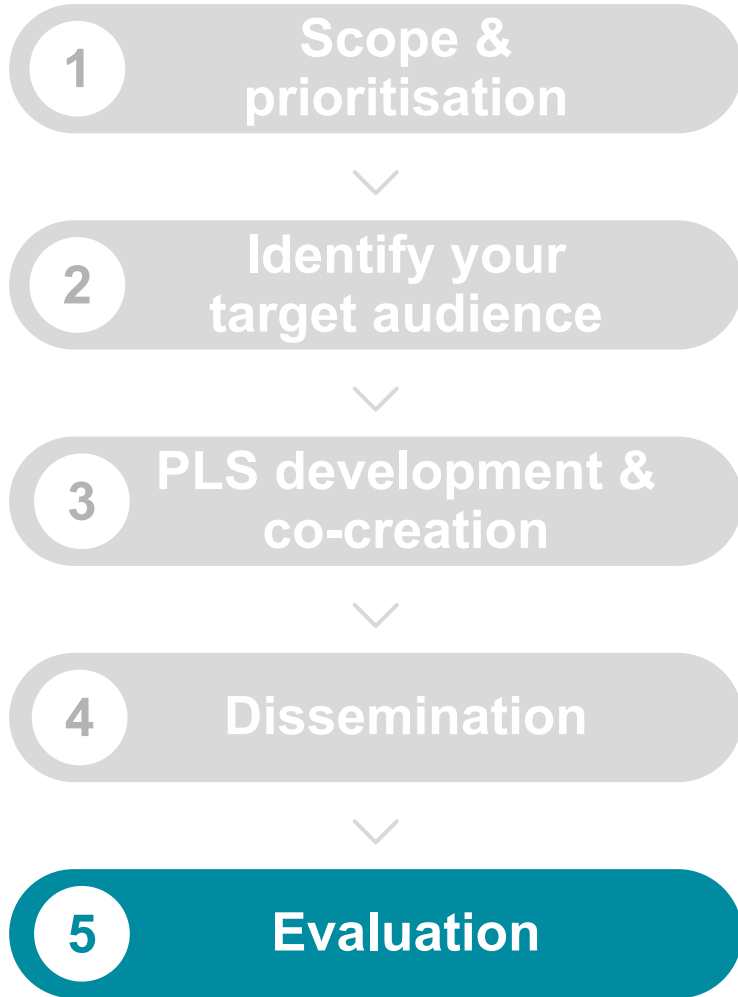 1
Scope &
prioritisation
2
Identify your
target audience
3
PLS development &
co-creation
4
Dissemination
5
Evaluation